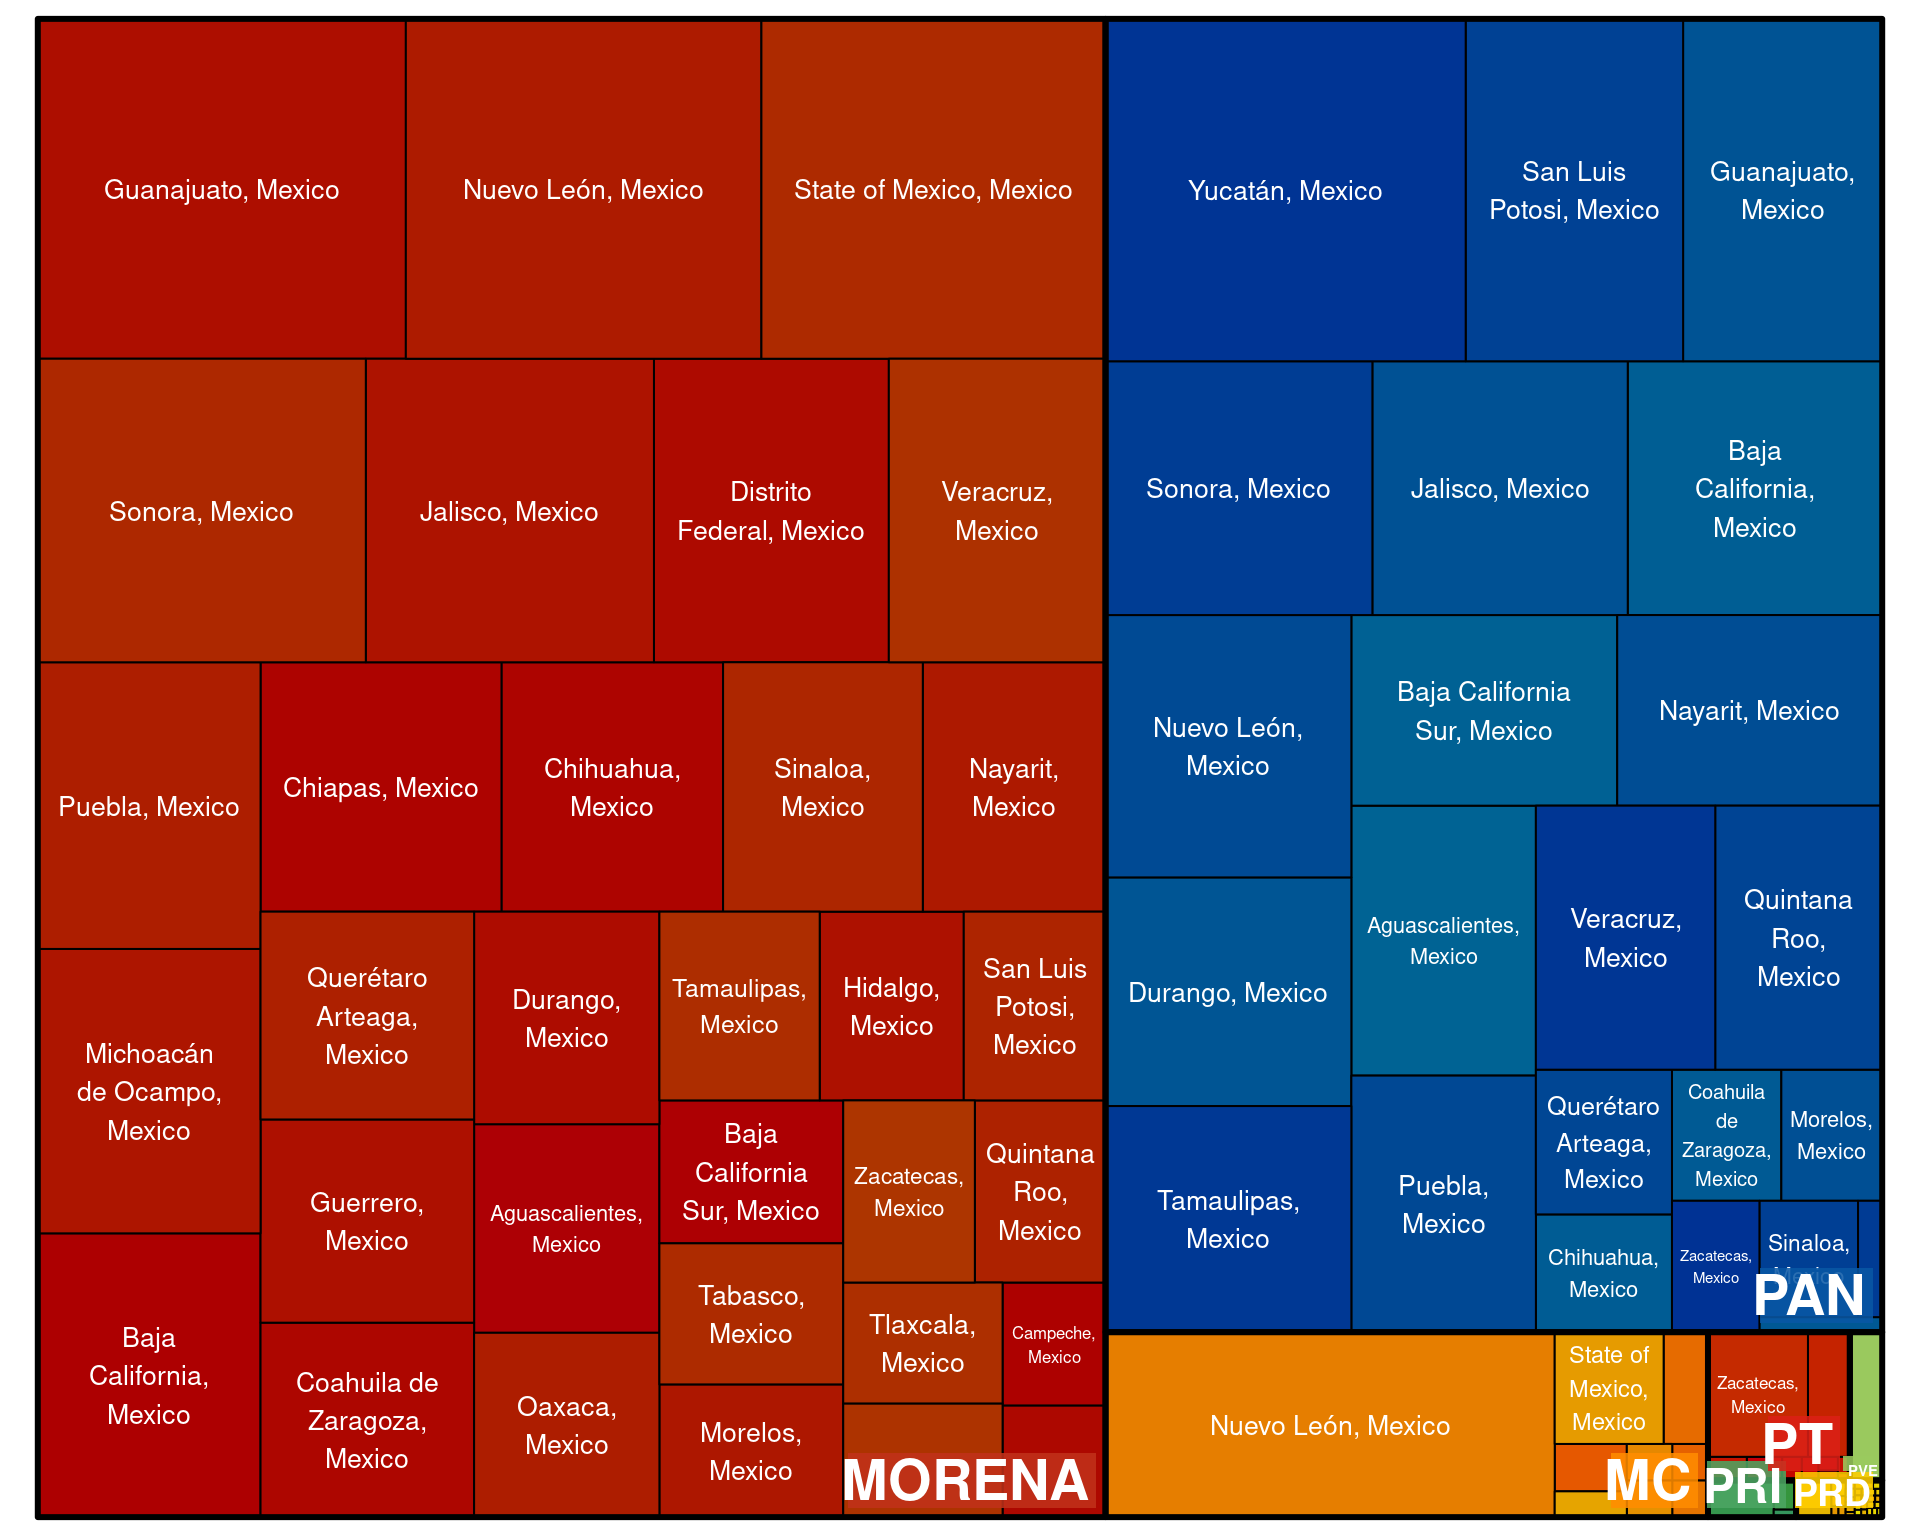 Guanajuato, Mexico
Nuevo León, Mexico
State of Mexico, Mexico
Sonora, Mexico
Jalisco, Mexico
Distrito
Federal, Mexico
Veracruz,
Mexico
Puebla, Mexico
Chiapas, Mexico
Chihuahua,
Mexico
Sinaloa,
Mexico
Nayarit,
Mexico
Michoacán
de Ocampo,
Mexico
Querétaro
Arteaga,
Mexico
Durango,
Mexico
Tamaulipas,
Mexico
Hidalgo,
Mexico
San Luis
Potosi,
Mexico
Guerrero,
Mexico
Aguascalientes,
Mexico
Baja
California
Sur, Mexico
Zacatecas,
Mexico
Quintana
Roo,
Mexico
Baja
California,
Mexico
Coahuila de
Zaragoza,
Mexico
Oaxaca,
Mexico
Tabasco,
Mexico
Tlaxcala,
Mexico
Campeche,
Mexico
Morelos,
Mexico
MORENA
Yucatán, Mexico
San Luis
Potosi, Mexico
Guanajuato,
Mexico
Sonora, Mexico
Jalisco, Mexico
Baja
California,
Mexico
Nuevo León,
Mexico
Baja California
Sur, Mexico
Nayarit, Mexico
Durango, Mexico
Aguascalientes,
Mexico
Veracruz,
Mexico
Quintana
Roo,
Mexico
Tamaulipas,
Mexico
Puebla,
Mexico
Querétaro
Arteaga,
Mexico
Coahuila
de
Zaragoza,
Mexico
Morelos,
Mexico
Chihuahua,
Mexico
Zacatecas,
Mexico
Sinaloa,
Mexico
PAN
Nuevo León, Mexico
State of
Mexico,
Mexico
MC
Zacatecas,
Mexico
PT
PRI
PVE
PRD